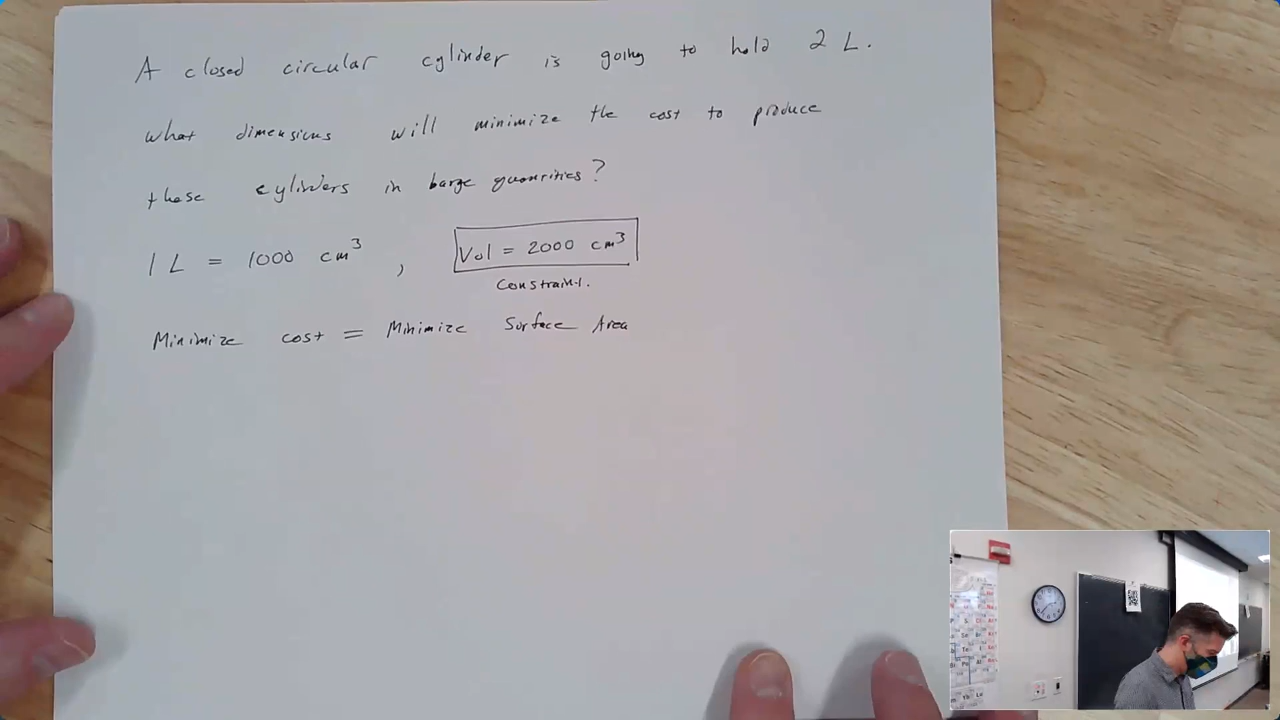 A closed circular cylinder is going to hold 2 L.
what dimensions will minimize the cost to produce
these cylinders in large quantities?
1 L = 1000 cm³ , Vol = 2000 cm³
Constraint.
Minimize cost = Minimize Surface Area